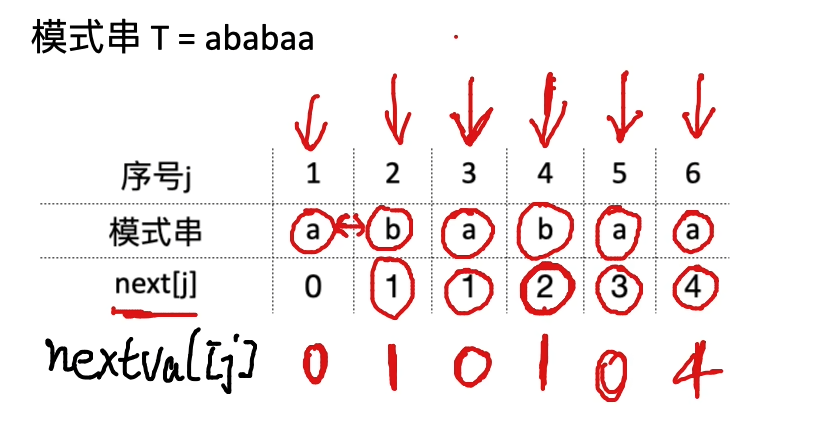 模式串 T = ababaa
序号j 1 2 3 4 5 6
模式串 a b a b a a
next[j] 0 1 1 2 3 4
nextval[j] 0 1 0 1 0 4